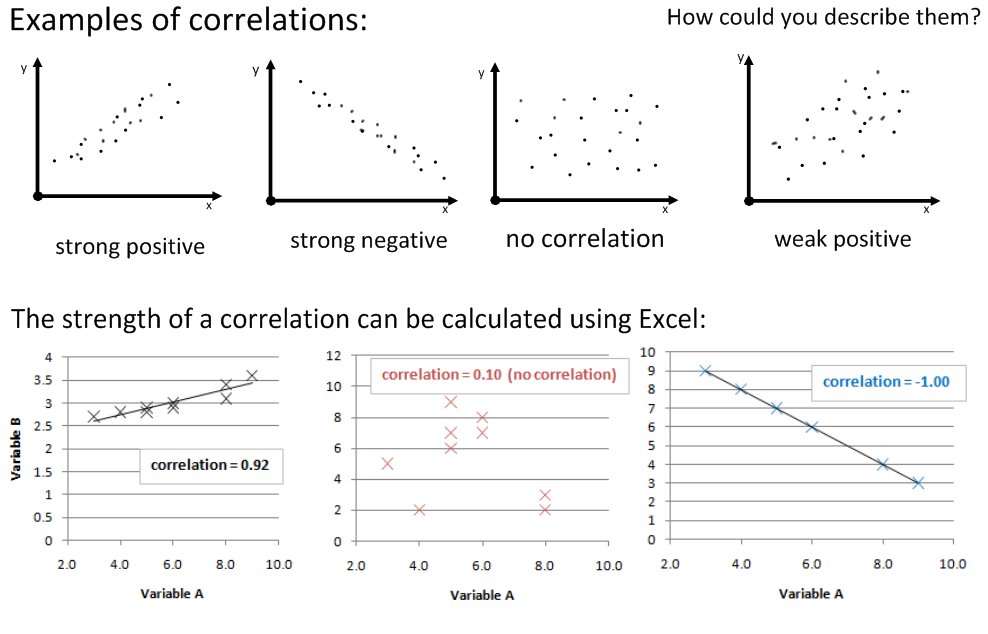 Examples of correlations:
How could you describe them?
y
x
strong positive
y
x
strong negative
y
x
no correlation
y
x
weak positive
The strength of a correlation can be calculated using Excel:
Variable B
4
3.5
3
2.5
2
1.5
1
0.5
0
correlation = 0.92
2.0 4.0 6.0 8.0 10.0
Variable A
12
10
8
6
4
2
0
correlation = 0.10 (no correlation)
2.0 4.0 6.0 8.0 10.0
Variable A
10
9
8
7
6
5
4
3
2
1
0
correlation = -1.00
2.0 4.0 6.0 8.0 10.0
Variable A